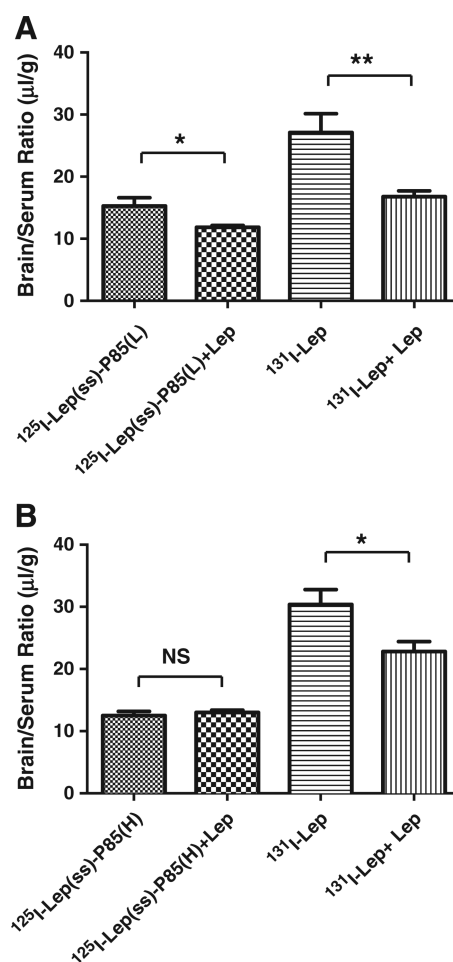 A
Brain/Serum Ratio (μl/g)
40
30
20
10
0
*
**
125I-Lep(ss)-P85(L)
125I-Lep(ss)-P85(L)+Lep
131I-Lep
131I-Lep+ Lep
B
Brain/Serum Ratio (μl/g)
40
30
20
10
0
NS
*
125I-Lep(ss)-P85(H)
125I-Lep(ss)-P85(H)+Lep
131I-Lep
131I-Lep+ Lep